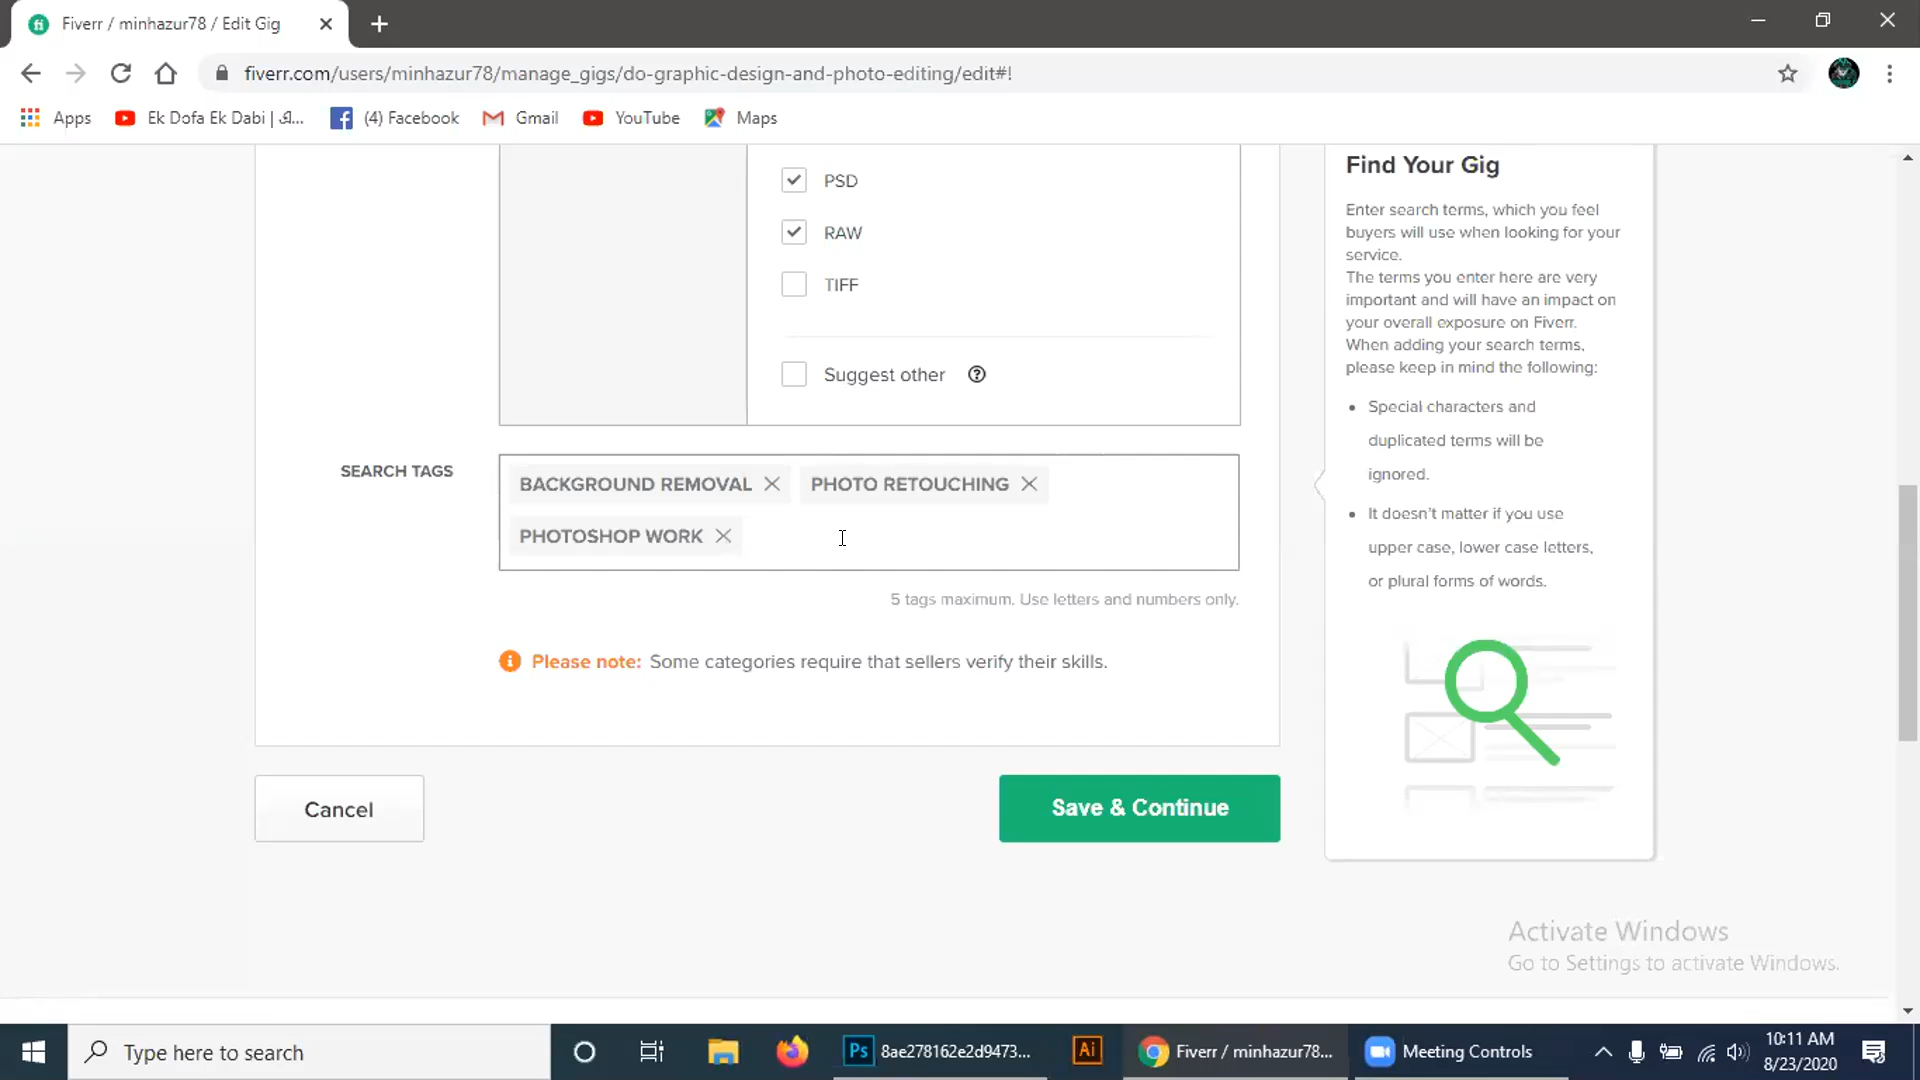 Fiverr / minhazur78 / Edit Gig
fiverr.com/users/minhazur78/manage_gigs/do-graphic-design-and-photo-editing/edit#!
Apps
Ek Dofa Ek Dabi |
(4) Facebook
Gmail
YouTube
Maps
PSD
RAW
TIFF
Suggest other
SEARCH TAGS
BACKGROUND REMOVAL
PHOTO RETOUCHING
PHOTOSHOP WORK
5 tags maximum. Use letters and numbers only.
Please note: Some categories require that sellers verify their skills.
Cancel
Save & Continue
Find Your Gig
Enter search terms, which you feel
buyers will use when looking for your
service.
The terms you enter here are very
important and will have an impact on
your overall exposure on Fiverr.
When adding your search terms,
please keep in mind the following:
• Special characters and
duplicated terms will be
ignored.
• It doesn't matter if you use
upper case, lower case letters,
or plural forms of words.
Activate Windows
Go to Settings to activate Windows.
Type here to search
Ps
8ae278162e2d9473...
Ai
Fiverr / minhazur78...
Meeting Controls
10:11 AM
8/23/2020